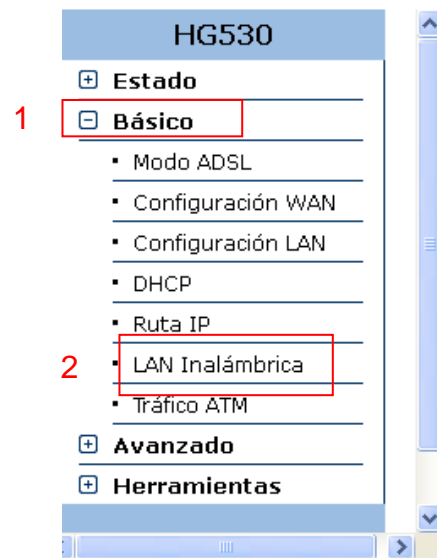 HG530
Estado
1
Básico
Modo ADSL
Configuración WAN
Configuración LAN
DHCP
Ruta IP
2
LAN Inalámbrica
Tráfico ATM
Avanzado
Herramientas